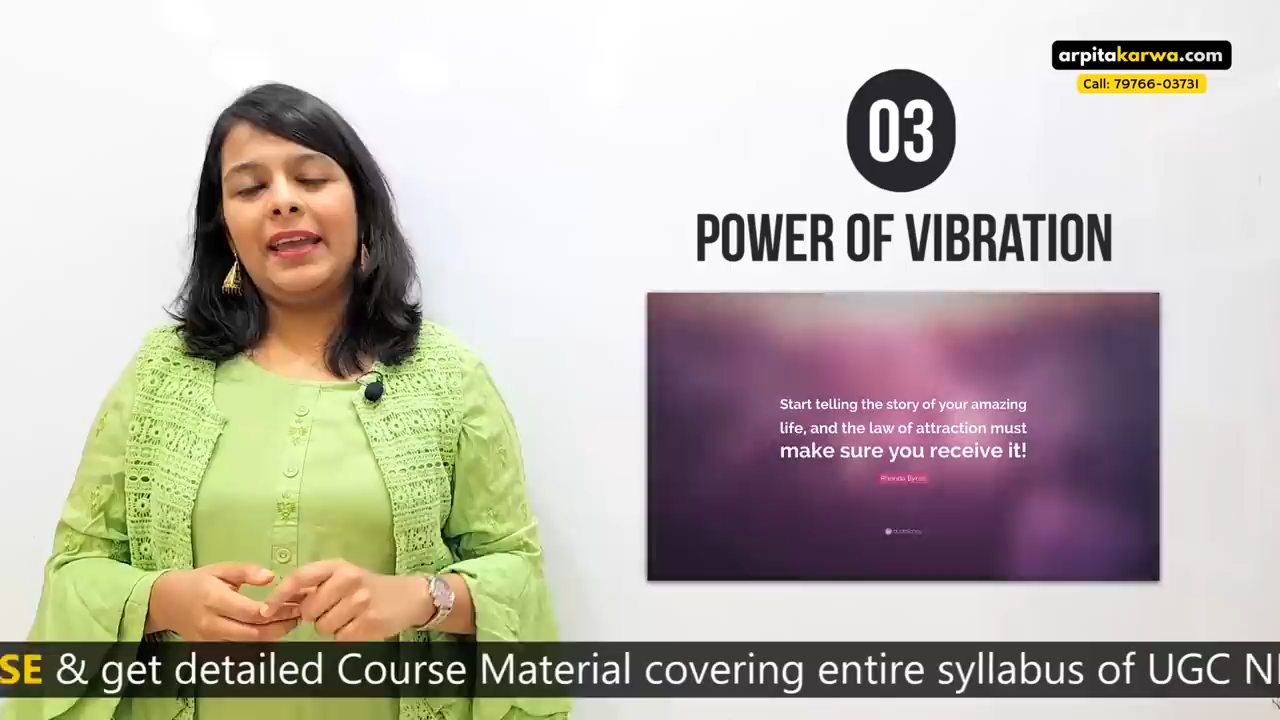 arpitakarwa.com
Call: 79766-03731
03
POWER OF VIBRATION
Start telling the story of your amazing
life, and the law of attraction must
make sure you receive it!
Rhonda Byrne
SE & get detailed Course Material covering entire syllabus of UGC N